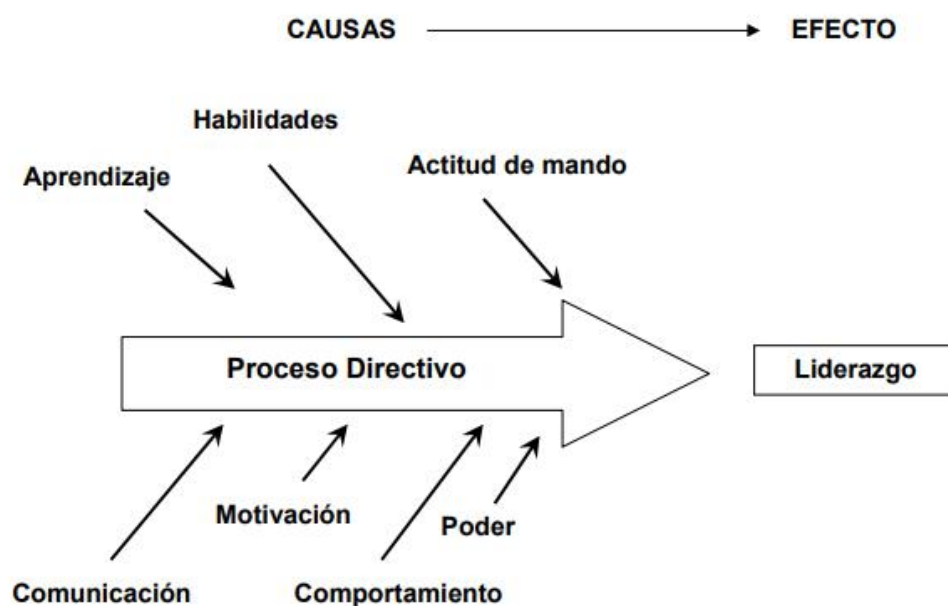 CAUSAS
EFECTO
Habilidades
Aprendizaje
Actitud de mando
Proceso Directivo
Liderazgo
Motivación
Poder
Comunicación
Comportamiento